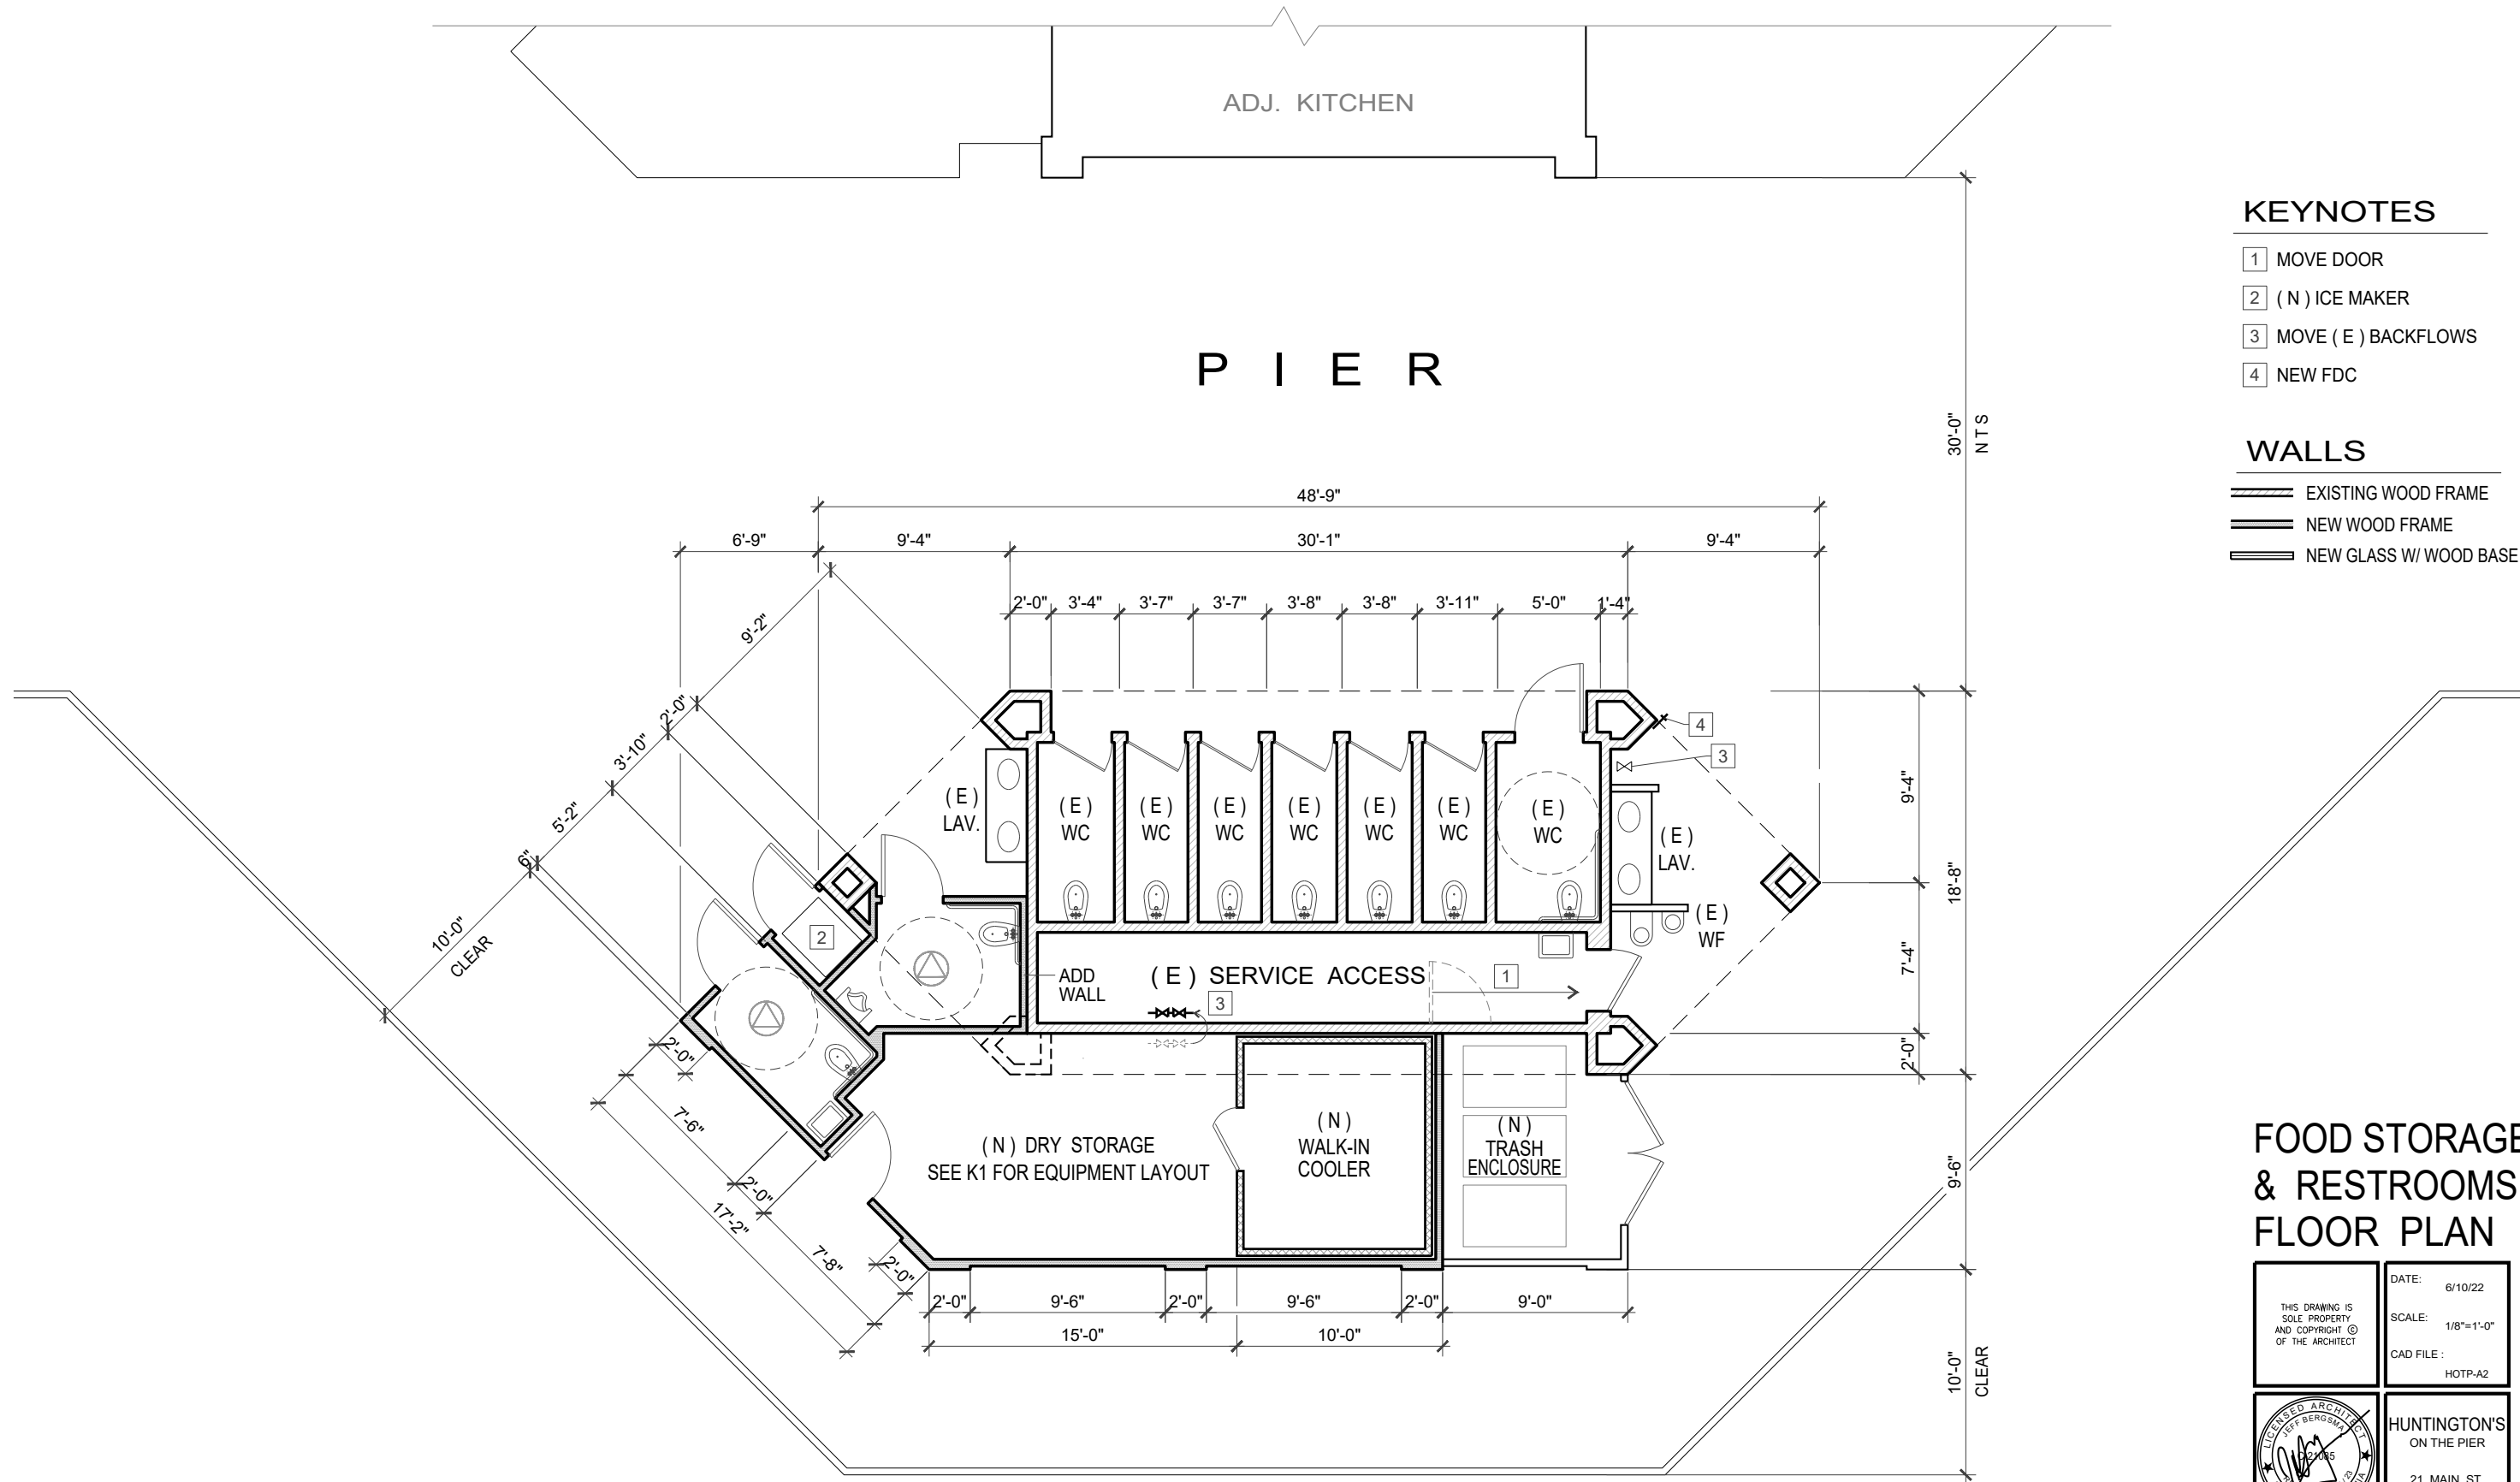 ADJ. KITCHEN
PIER
KEYNOTES
1 MOVE DOOR
2 ( N ) ICE MAKER
3 MOVE ( E ) BACKFLOWS
4 NEW FDC
WALLS
EXISTING WOOD FRAME
NEW WOOD FRAME
NEW GLASS W/ WOOD BASE
30'-0"
NTS
48'-9"
6'-9" 9'-4" 30'-1" 9'-4"
2'-0" 3'-4" 3'-7" 3'-7" 3'-8" 3'-8" 3'-11" 5'-0" 1'-4"
9'-2"
2'-0"
3'-10"
5'-2"
6"
10'-0"
CLEAR
4
3
( E )
LAV.
( E )
WC
( E )
WC
( E )
WC
( E )
WC
( E )
WC
( E )
WC
( E )
WC
( E )
LAV.
( E )
WF
9'-4"
18'-8"
7'-4"
2'-0"
2
ADD
WALL
( E ) SERVICE ACCESS
1
3
2'-0"
7'-6"
2'-0"
17'-2"
7'-8"
2'-0"
( N ) DRY STORAGE
SEE K1 FOR EQUIPMENT LAYOUT
( N )
WALK-IN
COOLER
( N )
TRASH
ENCLOSURE
9'-6"
2'-0" 9'-6" 2'-0" 9'-6" 2'-0" 9'-0"
15'-0" 10'-0"
10'-0"
CLEAR
FOOD STORAGE
& RESTROOMS
FLOOR PLAN
THIS DRAWING IS
SOLE PROPERTY
AND COPYRIGHT ©
OF THE ARCHITECT
DATE: 6/10/22
SCALE: 1/8"=1'-0"
CAD FILE :
HOTP-A2
LICENSED ARCHITECT
JEFF BERGSMA
HUNTINGTON'S
ON THE PIER
21 MAIN ST